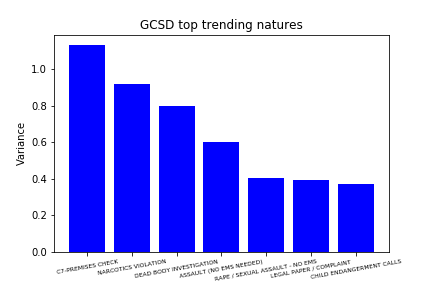 GCSD top trending natures
Variance
1.0
0.8
0.6
0.4
0.2
0.0
C7-PREMISES CHECK
NARCOTICS VIOLATION
DEAD BODY INVESTIGATION
ASSAULT (NO EMS NEEDED)
RAPE / SEXUAL ASSAULT - NO EMS
LEGAL PAPER / COMPLAINT
CHILD ENDANGERMENT CALLS